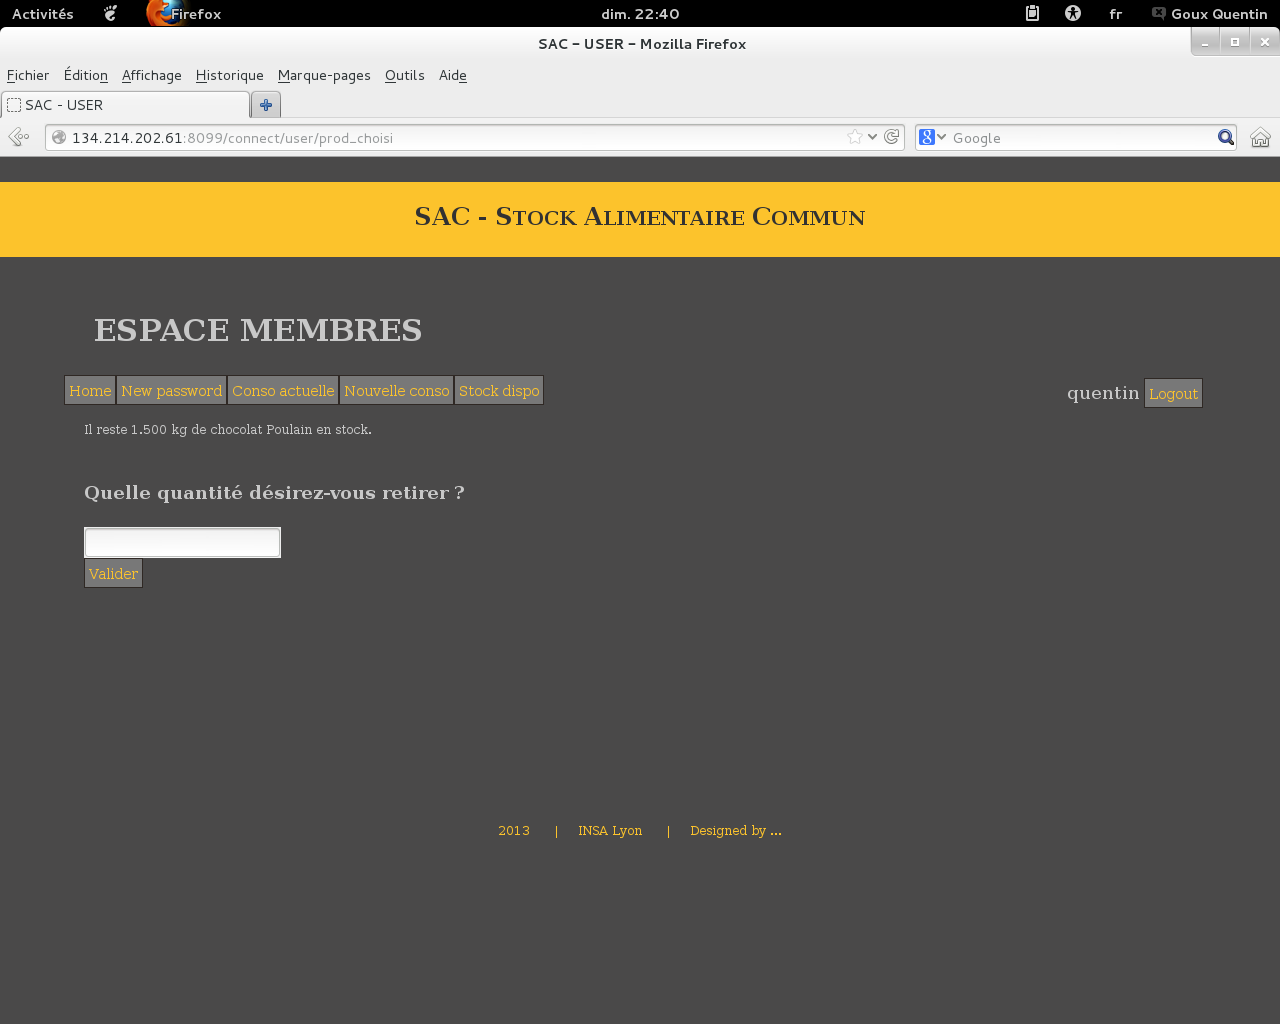 Activités Firefox dim. 22:40 fr Goux Quentin
SAC - USER - Mozilla Firefox
Fichier Édition Affichage Historique Marque-pages Outils Aide
SAC - USER
134.214.202.61:8099/connect/user/prod_choisi Google
SAC - Stock Alimentaire Commun
ESPACE MEMBRES
Home New password Conso actuelle Nouvelle conso Stock dispo quentin Logout
Il reste 1.500 kg de chocolat Poulain en stock.
Quelle quantité désirez-vous retirer ?
Valider
2013 | INSA Lyon | Designed by ...